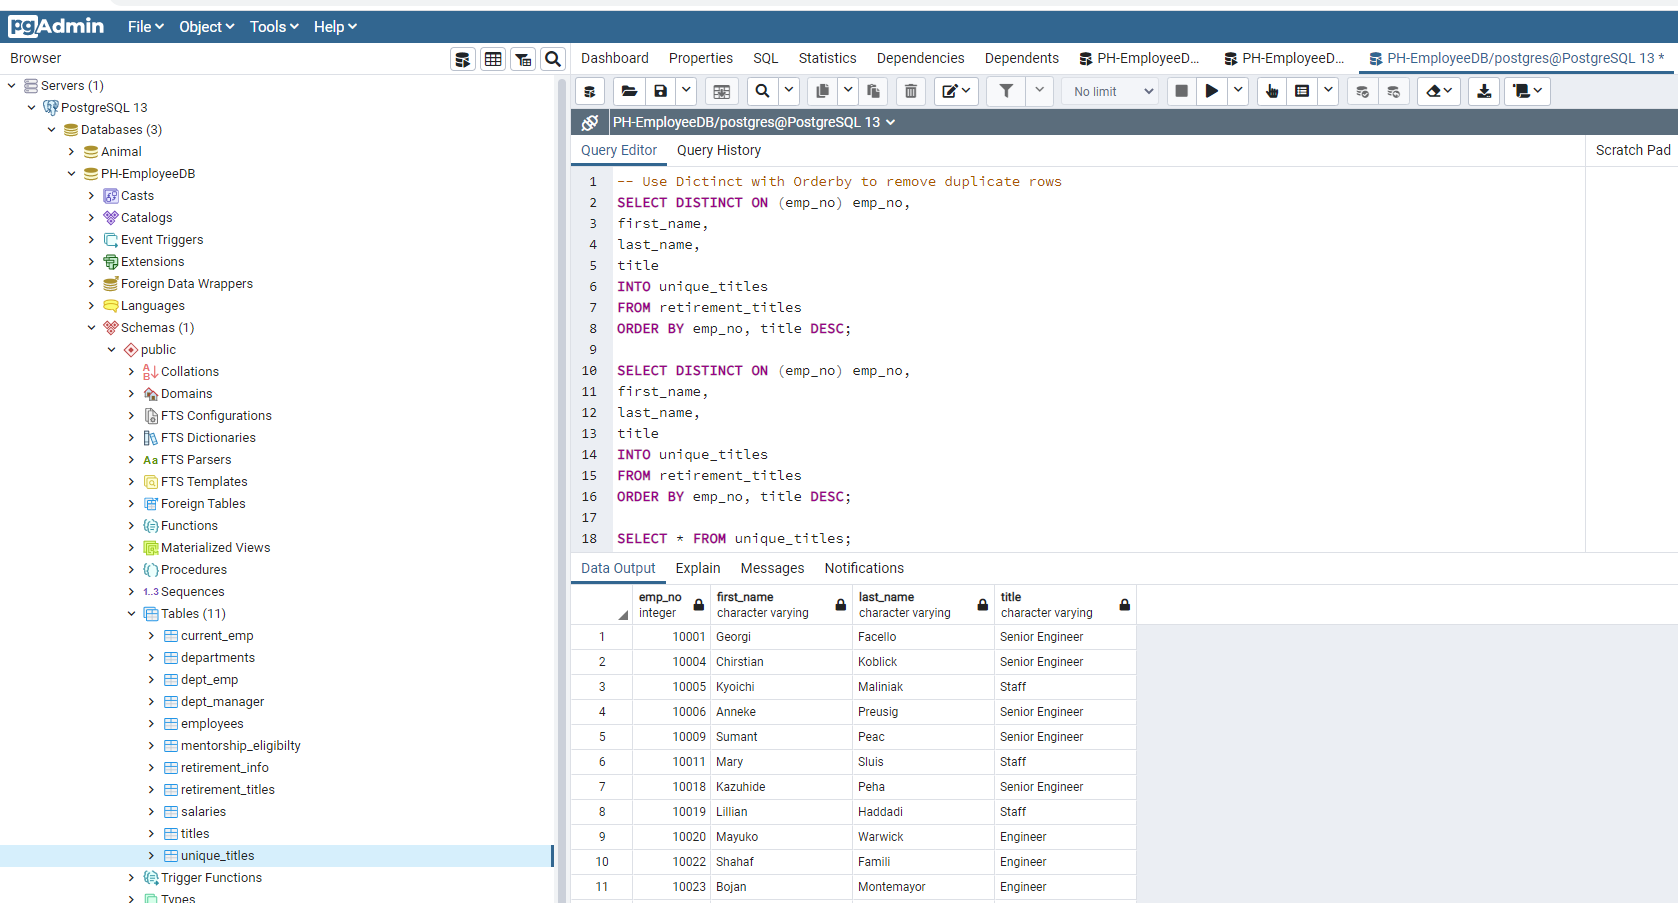 pgAdmin File Object Tools Help
Browser
Dashboard Properties SQL Statistics Dependencies Dependents PH-EmployeeD... PH-EmployeeD... PH-EmployeeDB/postgres@PostgreSQL 13 *
No limit
PH-EmployeeDB/postgres@PostgreSQL 13
Query Editor Query History Scratch Pad
Servers (1)
PostgreSQL 13
Databases (3)
Animal
PH-EmployeeDB
Casts
Catalogs
Event Triggers
Extensions
Foreign Data Wrappers
Languages
Schemas (1)
public
Collations
Domains
FTS Configurations
FTS Dictionaries
Aa FTS Parsers
FTS Templates
Foreign Tables
Functions
Materialized Views
Procedures
1..3 Sequences
Tables (11)
current_emp
departments
dept_emp
dept_manager
employees
mentorship_eligibilty
retirement_info
retirement_titles
salaries
titles
unique_titles
Trigger Functions
Types
1 -- Use Dictinct with Orderby to remove duplicate rows
2 SELECT DISTINCT ON (emp_no) emp_no,
3 first_name,
4 last_name,
5 title
6 INTO unique_titles
7 FROM retirement_titles
8 ORDER BY emp_no, title DESC;
9
10 SELECT DISTINCT ON (emp_no) emp_no,
11 first_name,
12 last_name,
13 title
14 INTO unique_titles
15 FROM retirement_titles
16 ORDER BY emp_no, title DESC;
17
18 SELECT * FROM unique_titles;
Data Output Explain Messages Notifications
emp_no first_name last_name title
integer character varying character varying character varying
1 10001 Georgi Facello Senior Engineer
2 10004 Chirstian Koblick Senior Engineer
3 10005 Kyoichi Maliniak Staff
4 10006 Anneke Preusig Senior Engineer
5 10009 Sumant Peac Senior Engineer
6 10011 Mary Sluis Staff
7 10018 Kazuhide Peha Senior Engineer
8 10019 Lillian Haddadi Staff
9 10020 Mayuko Warwick Engineer
10 10022 Shahaf Famili Engineer
11 10023 Bojan Montemayor Engineer